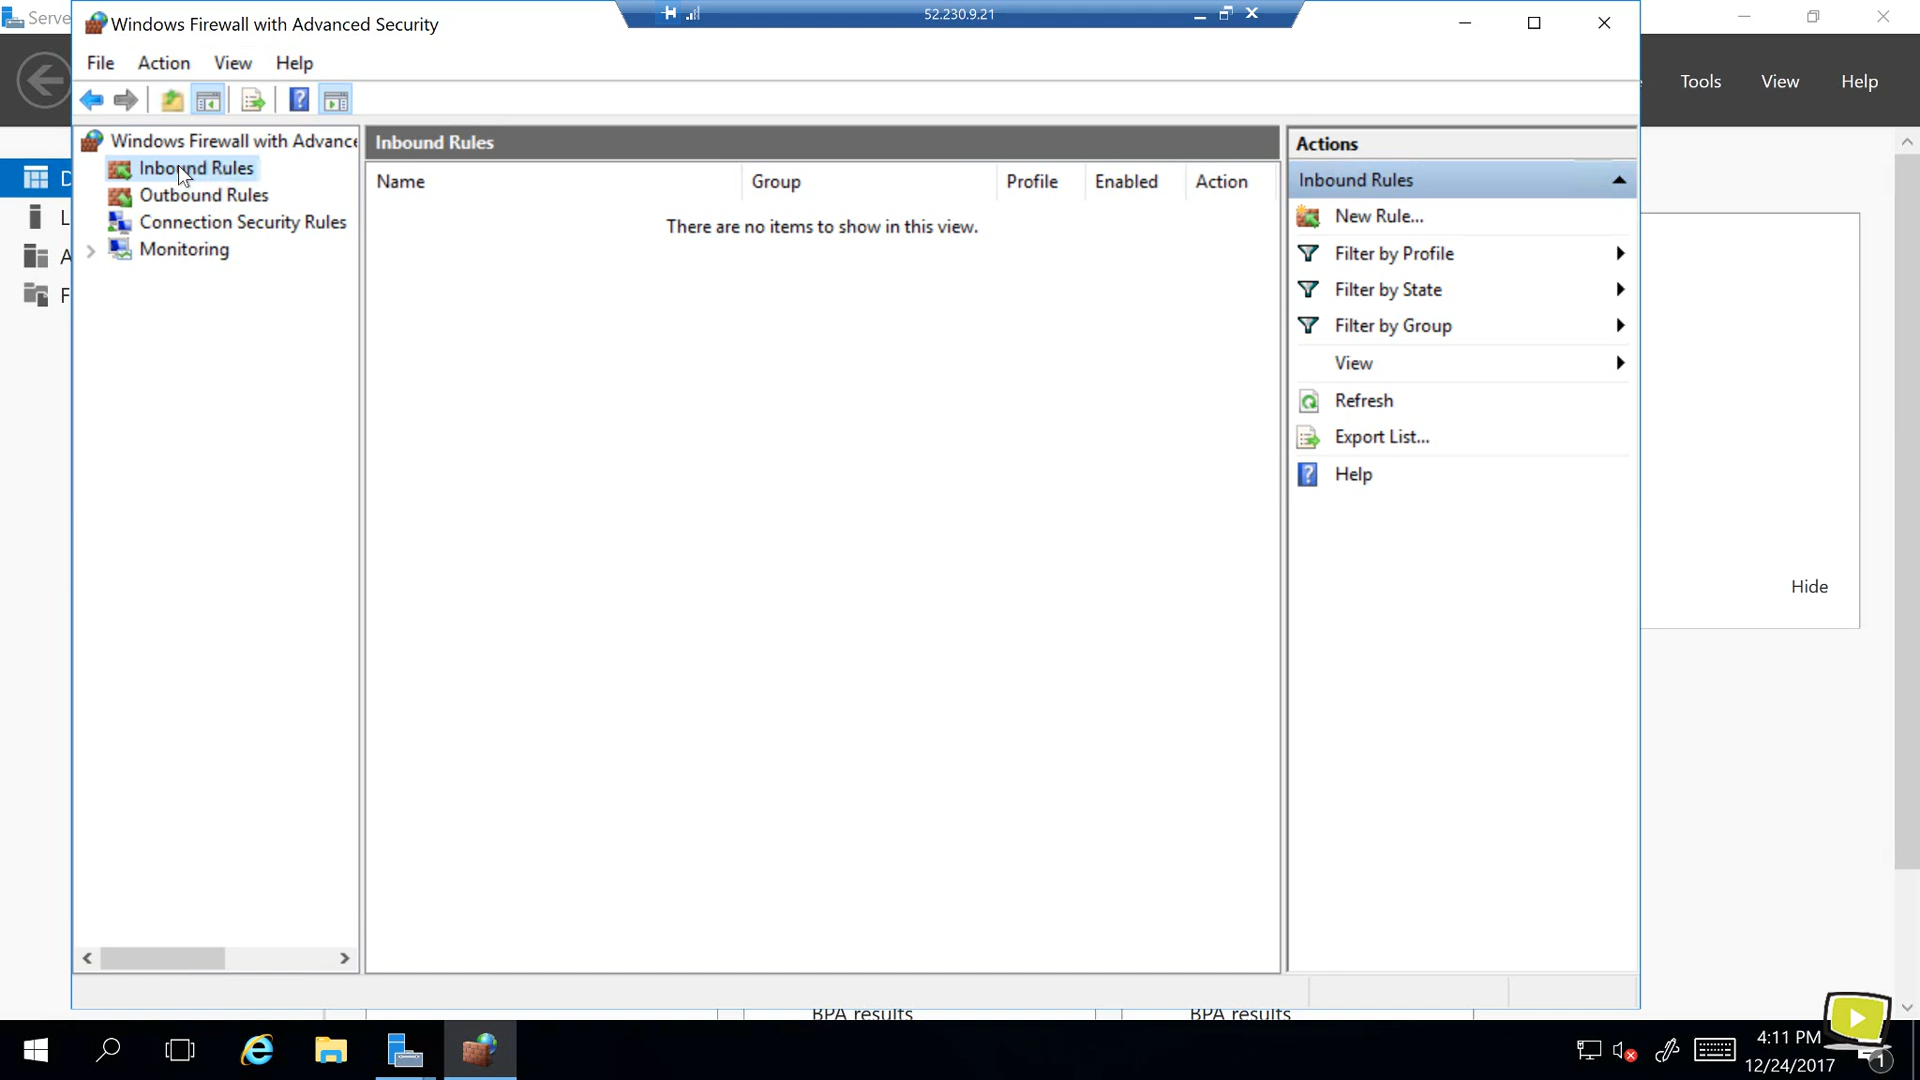 Serve
Windows Firewall with Advanced Security
52.230.9.21
File Action View Help
Tools View Help
Windows Firewall with Advance
Inbound Rules
Outbound Rules
Connection Security Rules
Monitoring
D
L
A
F
Inbound Rules
Name Group Profile Enabled Action
There are no items to show in this view.
Actions
Inbound Rules
New Rule...
Filter by Profile
Filter by State
Filter by Group
View
Refresh
Export List...
Help
Hide
BPA results BPA results
4:11 PM
12/24/2017
1